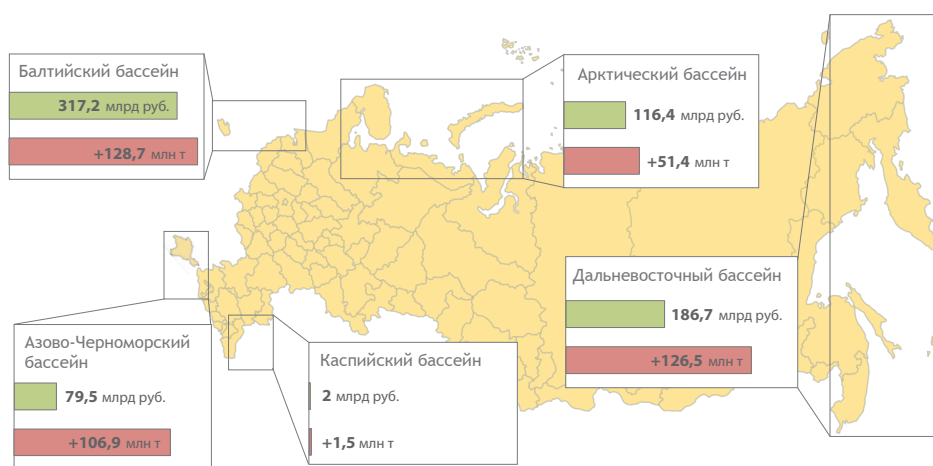 Балтийский бассейн
317,2 млрд руб.
+128,7 млн т
Арктический бассейн
116,4 млрд руб.
+51,4 млн т
Дальневосточный бассейн
186,7 млрд руб.
+126,5 млн т
Азово-Черноморский
бассейн
79,5 млрд руб.
+106,9 млн т
Каспийский бассейн
2 млрд руб.
+1,5 млн т